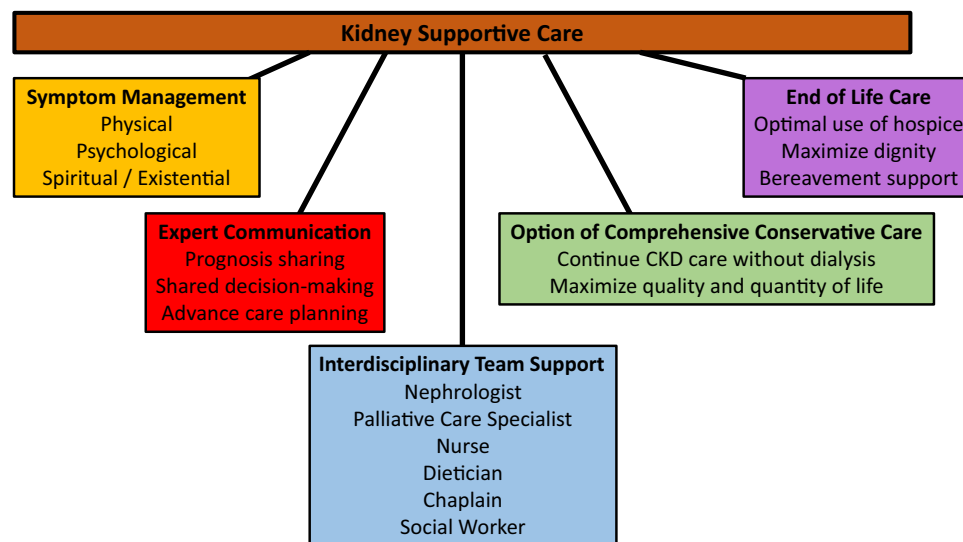 Kidney Supportive Care
Symptom Management
Physical
Psychological
Spiritual / Existential
Expert Communication
Prognosis sharing
Shared decision-making
Advance care planning
Interdisciplinary Team Support
Nephrologist
Palliative Care Specialist
Nurse
Dietician
Chaplain
Social Worker
Option of Comprehensive Conservative Care
Continue CKD care without dialysis
Maximize quality and quantity of life
End of Life Care
Optimal use of hospice
Maximize dignity
Bereavement support